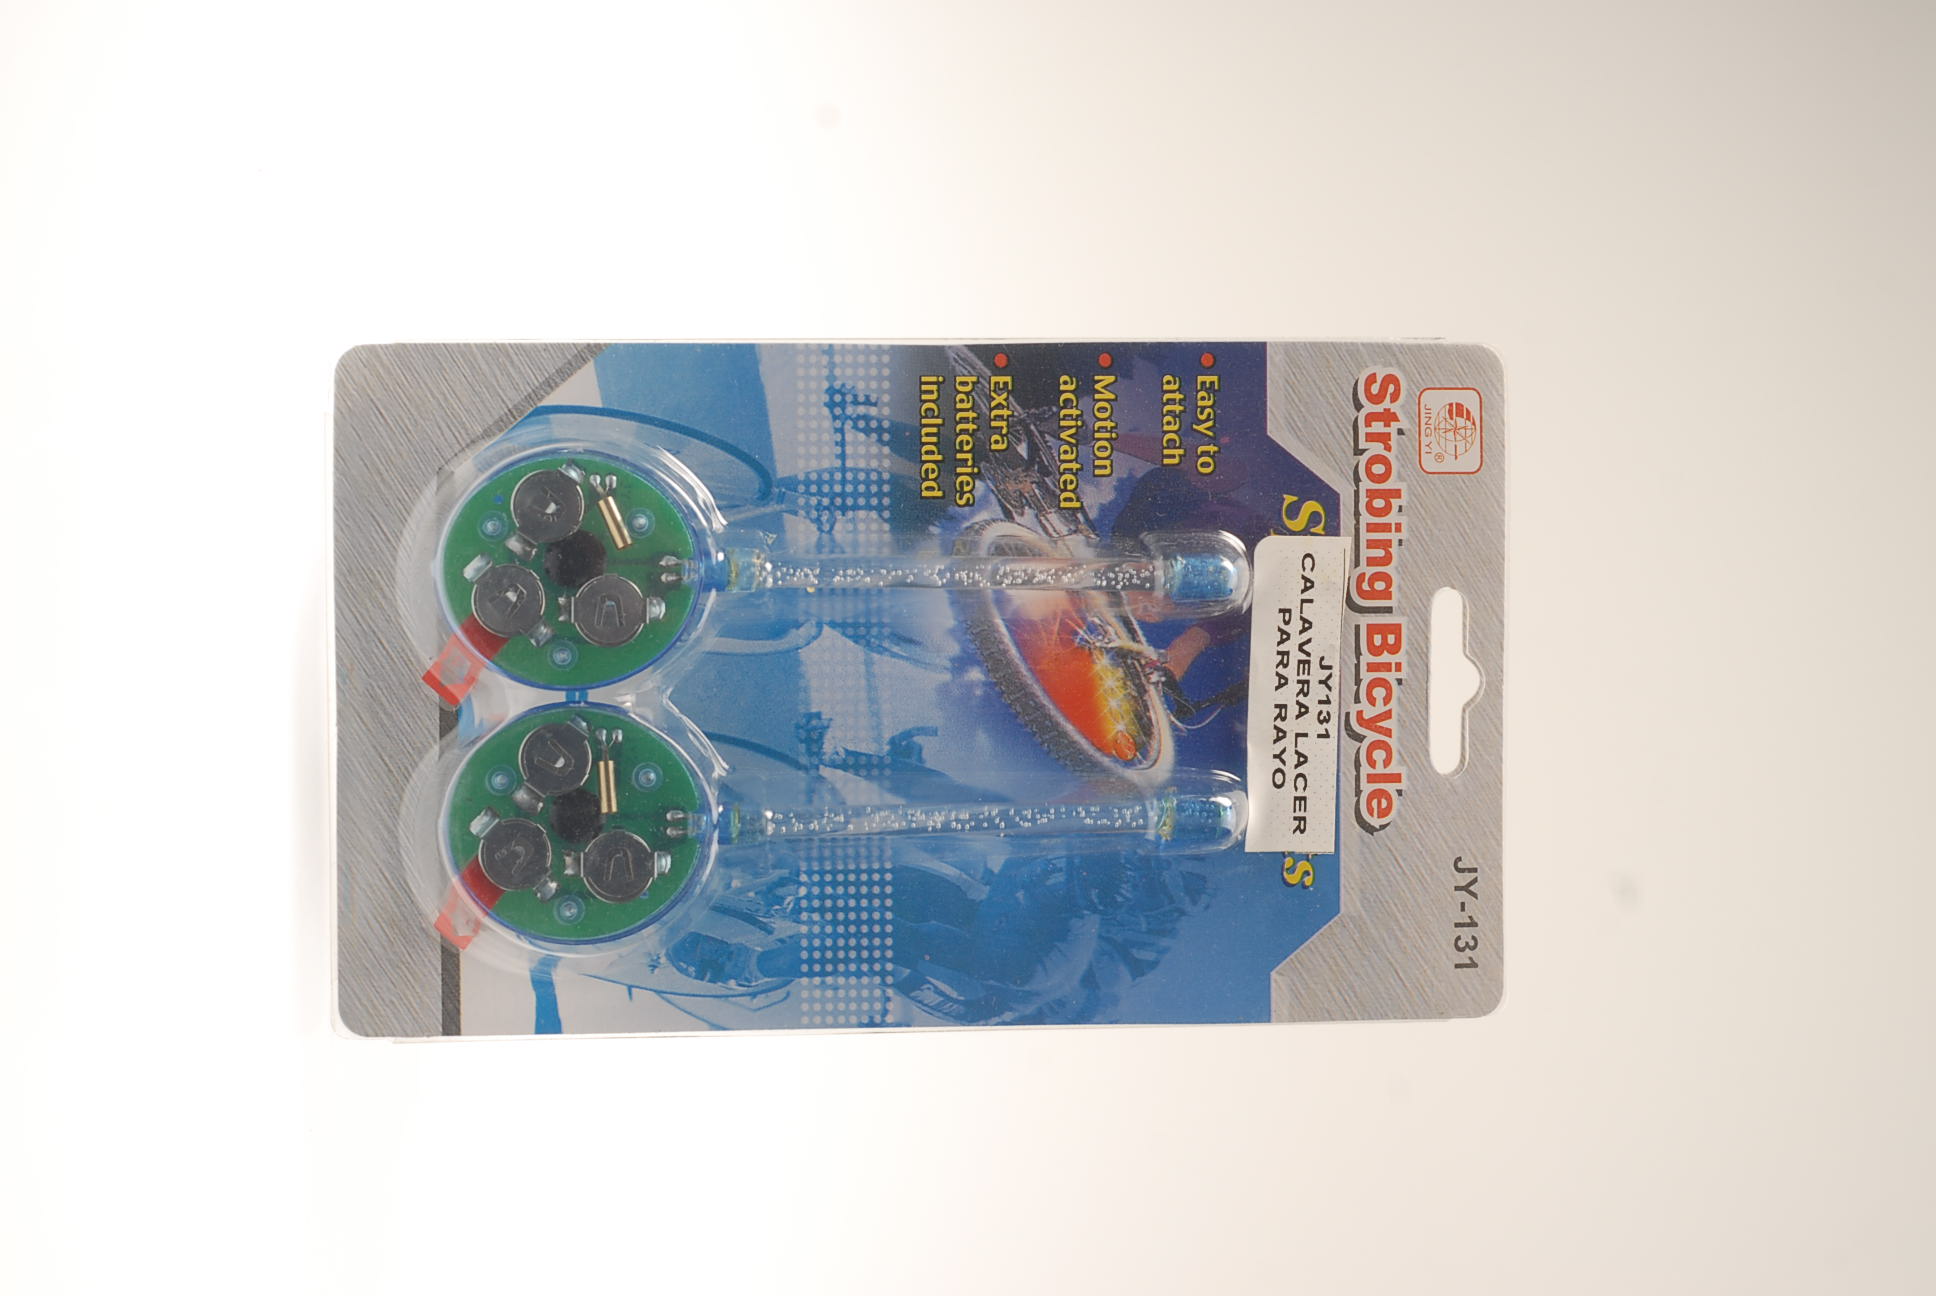 JING YI®
Strobing Bicycle
JY-131
JY131
CALAVERA LACER
PARA RAYO
Easy to
attach
Motion
activated
Extra
batteries
included